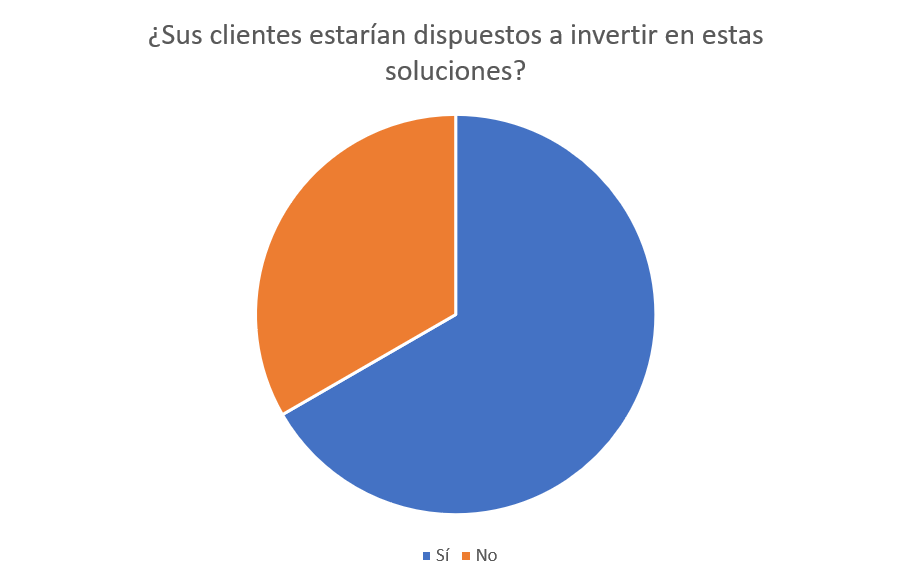 ¿Sus clientes estarían dispuestos a invertir en estas
soluciones?
Sí No